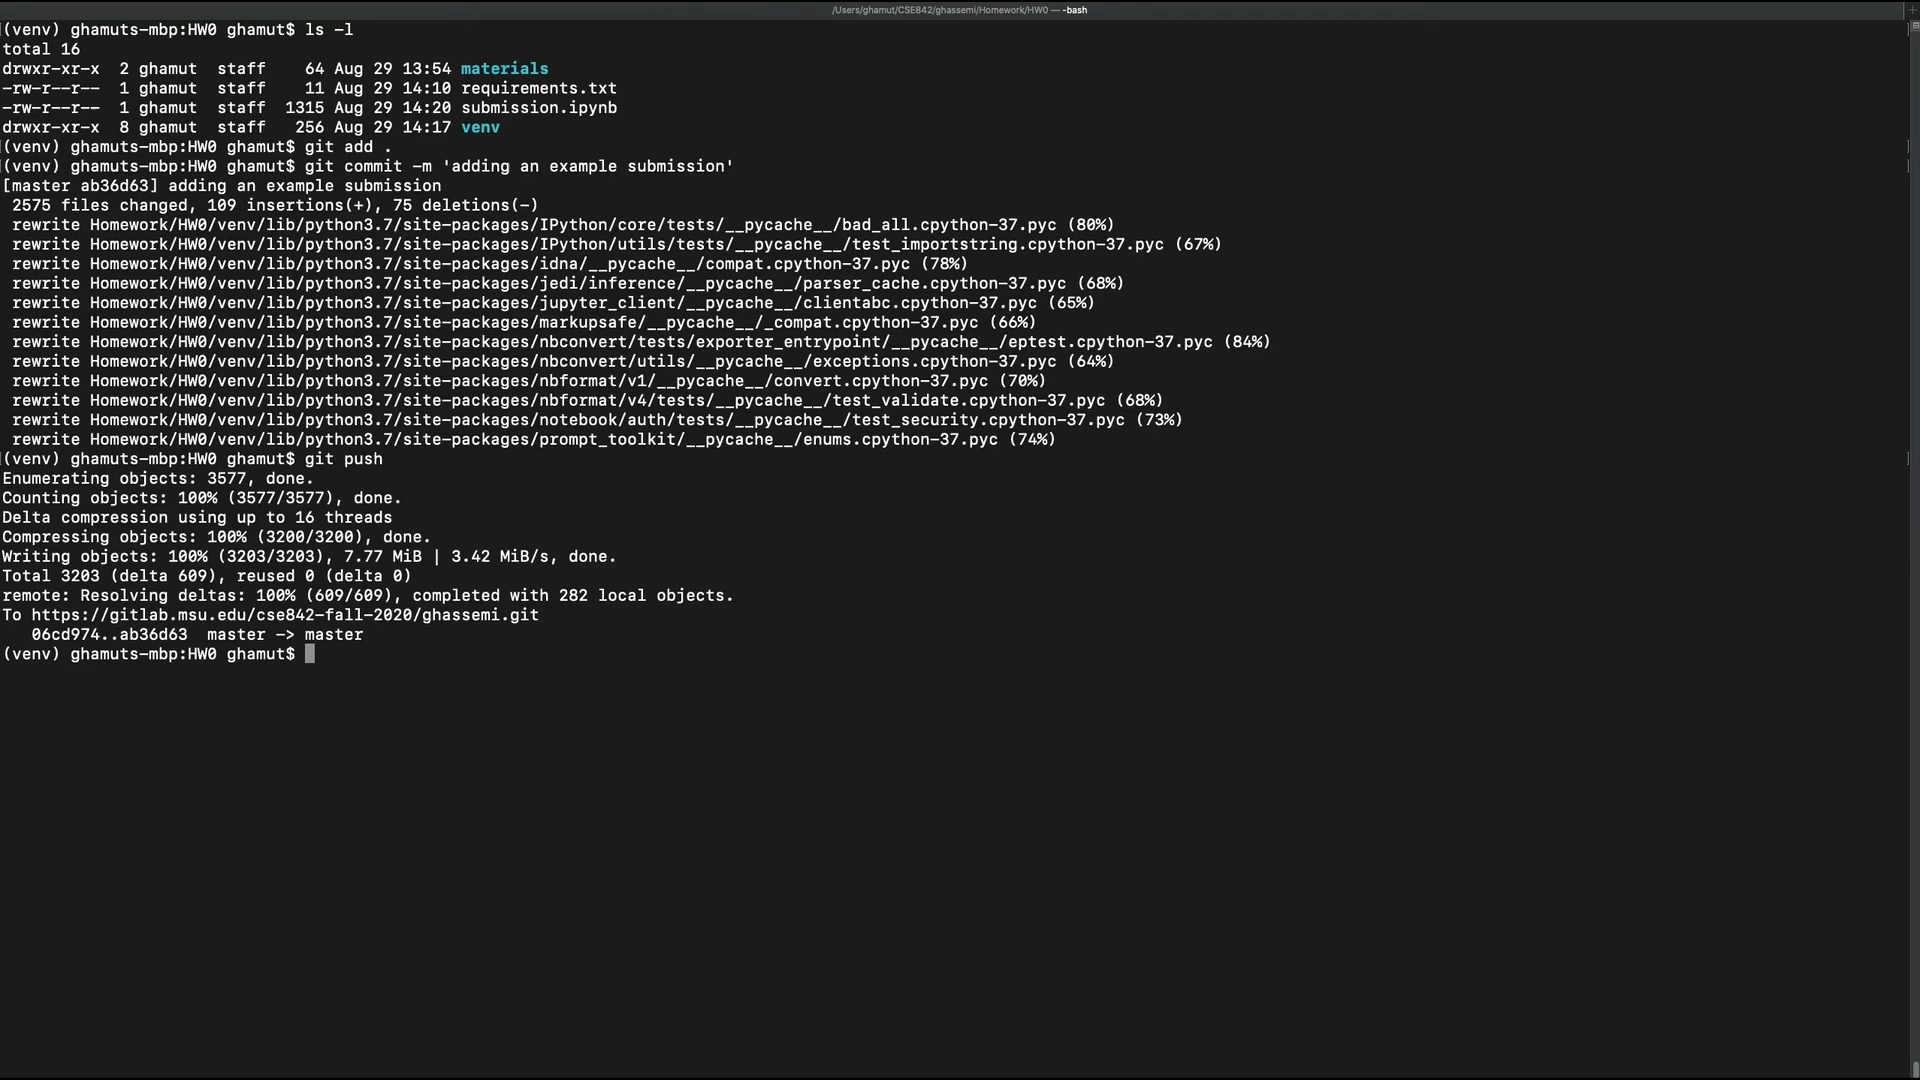 /Users/ghamut/CSE842/ghassemi/Homework/HW0 — -bash
(venv) ghamuts-mbp:HW0 ghamut$ ls -l
total 16
drwxr-xr-x  2 ghamut  staff    64 Aug 29 13:54 materials
-rw-r--r--  1 ghamut  staff    11 Aug 29 14:10 requirements.txt
-rw-r--r--  1 ghamut  staff  1315 Aug 29 14:20 submission.ipynb
drwxr-xr-x  8 ghamut  staff   256 Aug 29 14:17 venv
(venv) ghamuts-mbp:HW0 ghamut$ git add .
(venv) ghamuts-mbp:HW0 ghamut$ git commit -m 'adding an example submission'
[master ab36d63] adding an example submission
 2575 files changed, 109 insertions(+), 75 deletions(-)
 rewrite Homework/HW0/venv/lib/python3.7/site-packages/IPython/core/tests/__pycache__/bad_all.cpython-37.pyc (80%)
 rewrite Homework/HW0/venv/lib/python3.7/site-packages/IPython/utils/tests/__pycache__/test_importstring.cpython-37.pyc (67%)
 rewrite Homework/HW0/venv/lib/python3.7/site-packages/idna/__pycache__/compat.cpython-37.pyc (78%)
 rewrite Homework/HW0/venv/lib/python3.7/site-packages/jedi/inference/__pycache__/parser_cache.cpython-37.pyc (68%)
 rewrite Homework/HW0/venv/lib/python3.7/site-packages/jupyter_client/__pycache__/clientabc.cpython-37.pyc (65%)
 rewrite Homework/HW0/venv/lib/python3.7/site-packages/markupsafe/__pycache__/_compat.cpython-37.pyc (66%)
 rewrite Homework/HW0/venv/lib/python3.7/site-packages/nbconvert/tests/exporter_entrypoint/__pycache__/eptest.cpython-37.pyc (84%)
 rewrite Homework/HW0/venv/lib/python3.7/site-packages/nbconvert/utils/__pycache__/exceptions.cpython-37.pyc (64%)
 rewrite Homework/HW0/venv/lib/python3.7/site-packages/nbformat/v1/__pycache__/convert.cpython-37.pyc (70%)
 rewrite Homework/HW0/venv/lib/python3.7/site-packages/nbformat/v4/tests/__pycache__/test_validate.cpython-37.pyc (68%)
 rewrite Homework/HW0/venv/lib/python3.7/site-packages/notebook/auth/tests/__pycache__/test_security.cpython-37.pyc (73%)
 rewrite Homework/HW0/venv/lib/python3.7/site-packages/prompt_toolkit/__pycache__/enums.cpython-37.pyc (74%)
(venv) ghamuts-mbp:HW0 ghamut$ git push
Enumerating objects: 3577, done.
Counting objects: 100% (3577/3577), done.
Delta compression using up to 16 threads
Compressing objects: 100% (3200/3200), done.
Writing objects: 100% (3203/3203), 7.77 MiB | 3.42 MiB/s, done.
Total 3203 (delta 609), reused 0 (delta 0)
remote: Resolving deltas: 100% (609/609), completed with 282 local objects.
To https://gitlab.msu.edu/cse842-fall-2020/ghassemi.git
   06cd974..ab36d63  master -> master
(venv) ghamuts-mbp:HW0 ghamut$